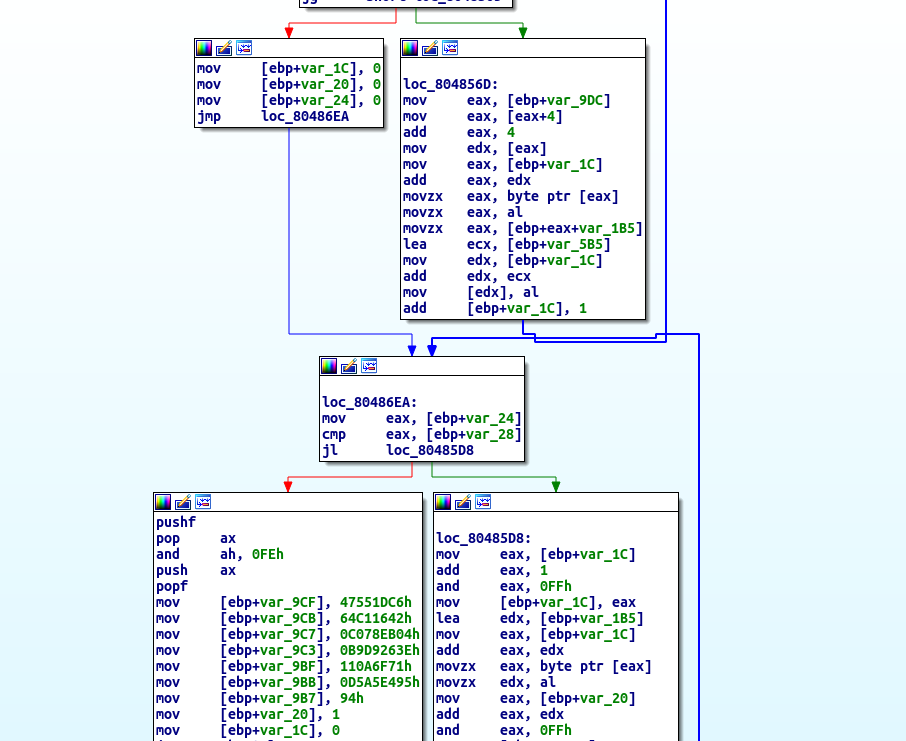 mov [ebp+var_1C], 0
mov [ebp+var_20], 0
mov [ebp+var_24], 0
jmp loc_80486EA
loc_804856D:
mov eax, [ebp+var_9DC]
mov eax, [eax+4]
add eax, 4
mov edx, [eax]
mov eax, [ebp+var_1C]
add eax, edx
movzx eax, byte ptr [eax]
movzx eax, al
movzx eax, [ebp+eax+var_1B5]
lea ecx, [ebp+var_5B5]
mov edx, [ebp+var_1C]
add edx, ecx
mov [edx], al
add [ebp+var_1C], 1
loc_80486EA:
mov eax, [ebp+var_24]
cmp eax, [ebp+var_28]
jl loc_80485D8
pushf
pop ax
and ah, 0FEh
push ax
popf
mov [ebp+var_9CF], 47551DC6h
mov [ebp+var_9CB], 64C11642h
mov [ebp+var_9C7], 0C078EB04h
mov [ebp+var_9C3], 0B9D9263Eh
mov [ebp+var_9BF], 110A6F71h
mov [ebp+var_9BB], 0D5A5E495h
mov [ebp+var_9B7], 94h
mov [ebp+var_20], 1
mov [ebp+var_1C], 0
loc_80485D8:
mov eax, [ebp+var_1C]
add eax, 1
and eax, 0FFh
mov [ebp+var_1C], eax
lea edx, [ebp+var_1B5]
mov eax, [ebp+var_1C]
add eax, edx
movzx eax, byte ptr [eax]
movzx edx, al
mov eax, [ebp+var_20]
add eax, edx
and eax, 0FFh